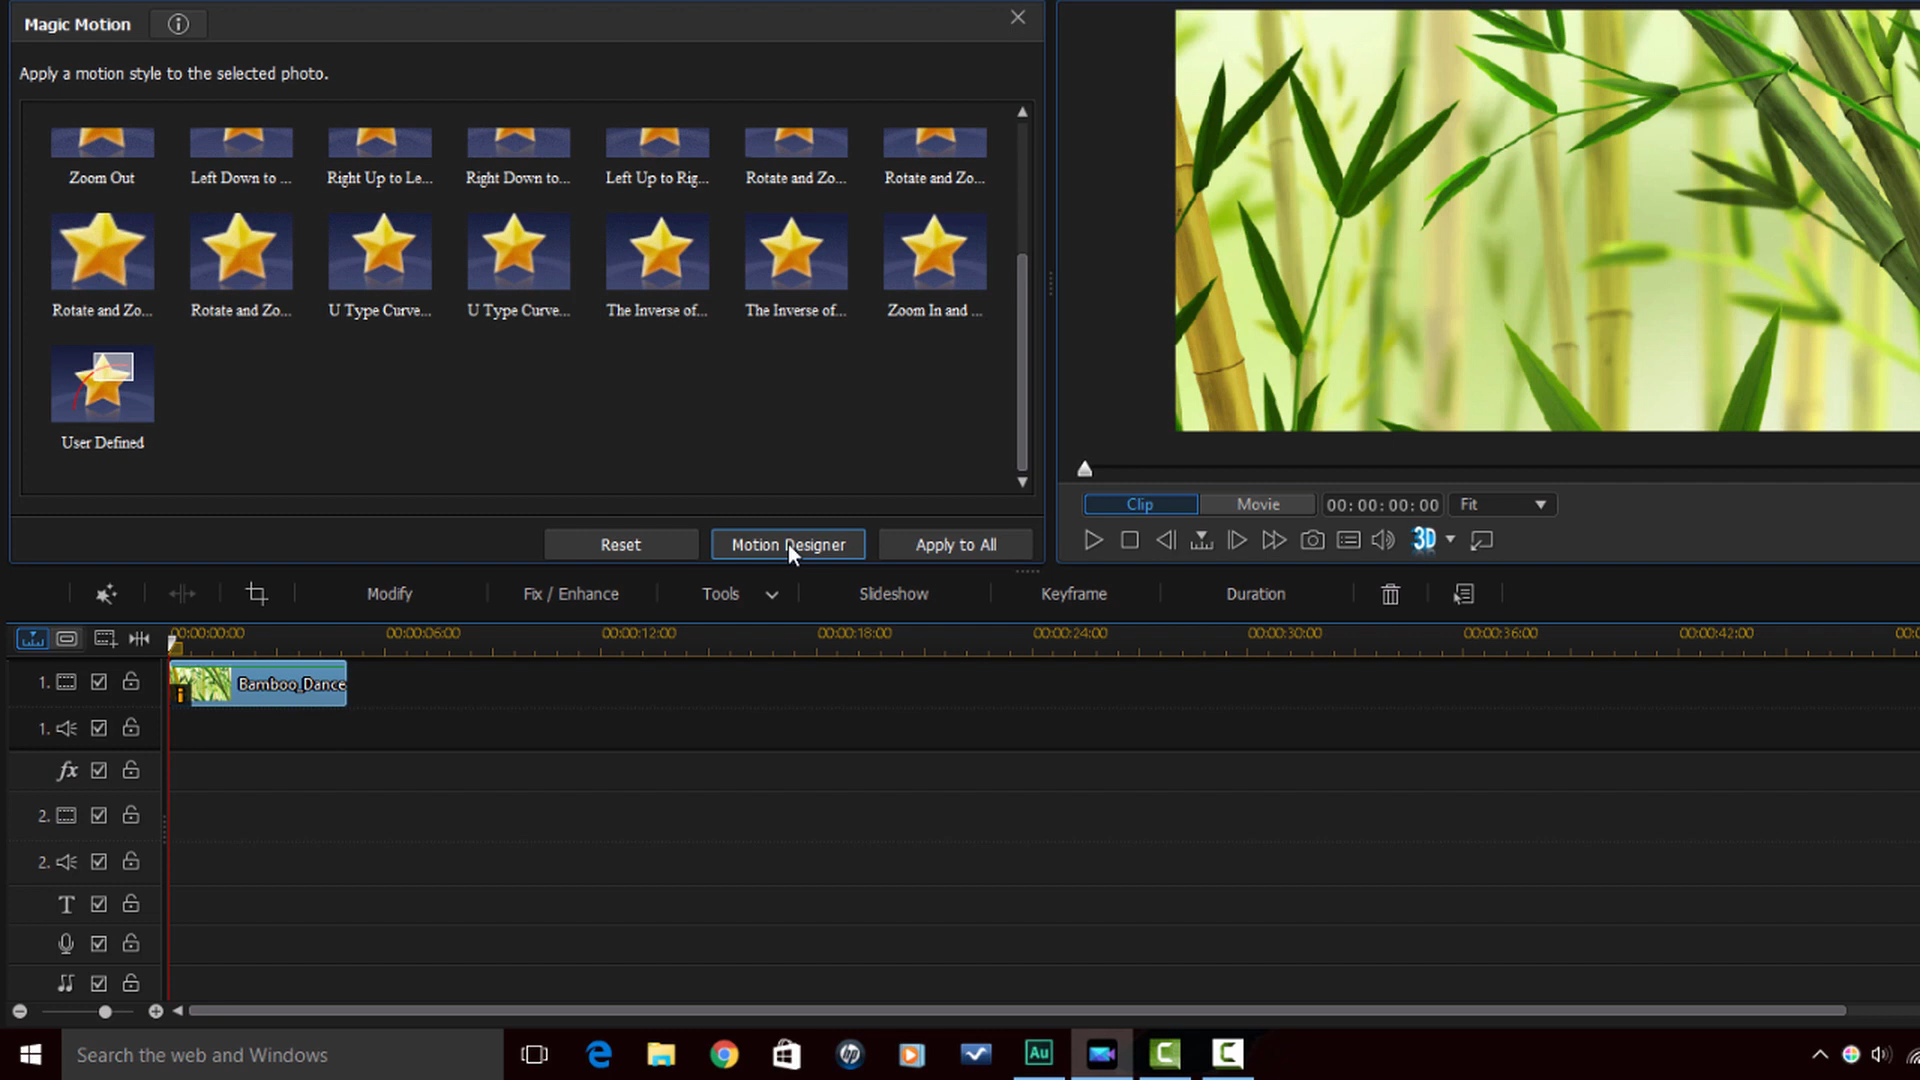 Magic Motion
Apply a motion style to the selected photo.
Zoom Out
Left Down to ...
Right Up to Le...
Right Down to...
Left Up to Rig...
Rotate and Zo...
Rotate and Zo...
Rotate and Zo...
Rotate and Zo...
U Type Curve...
U Type Curve...
The Inverse of...
The Inverse of...
Zoom In and ...
User Defined
Reset
Motion Designer
Apply to All
Clip
Movie
00:00:00:00
Fit
3D
Modify
Fix / Enhance
Tools
Slideshow
Keyframe
Duration
00:00:00:00
00:00:06:00
00:00:12:00
00:00:18:00
00:00:24:00
00:00:30:00
00:00:36:00
00:00:42:00
1.
Bamboo_Dance
1.
fx
2.
2.
T
Search the web and Windows
hp
Au
C
C